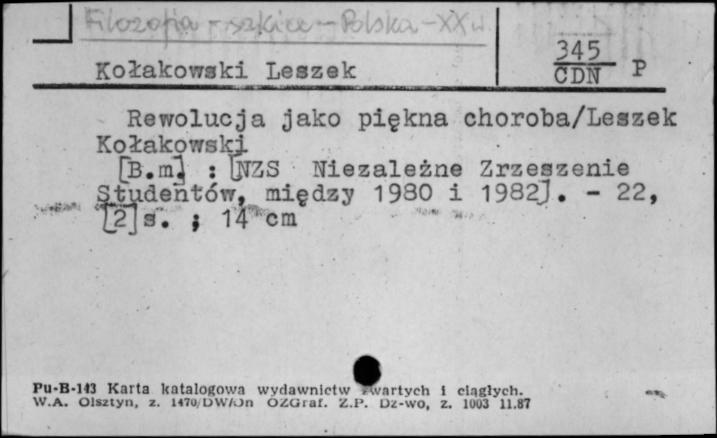 Filozofia - szkice - Polska - XX w.
345
CDN P
Kołakowski Leszek
Rewolucja jako piękna choroba/Leszek
Kołakowski
[B.m] : [NZS Niezależne Zrzeszenie
Studentów, między 1980 i 1982]. - 22,
[2]s. ; 14 cm
Pu-B-143 Karta katalogowa wydawnictw zwartych i ciągłych.
W.A. Olsztyn, z. 1470/DW/Jn OZGraf. Z.P. Dz-wo, z. 1003 11.87